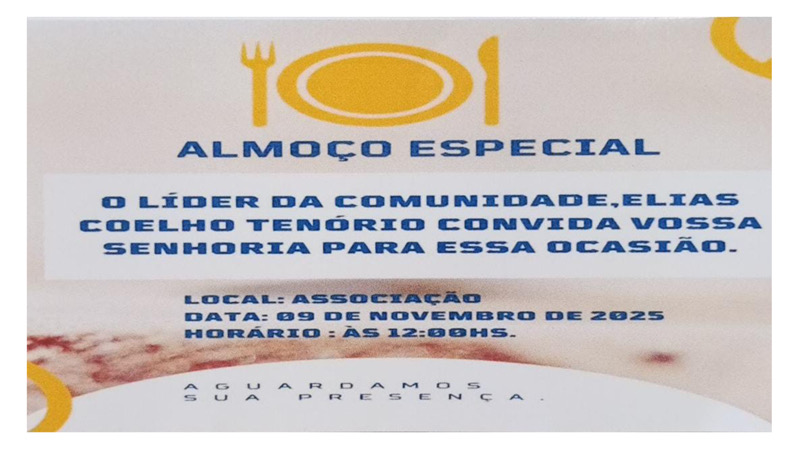 ALMOÇO ESPECIAL
O LÍDER DA COMUNIDADE,ELIAS
COELHO TENÓRIO CONVIDA VOSSA
SENHORIA PARA ESSA OCASIÃO.
LOCAL: ASSOCIAÇÃO
DATA: 09 DE NOVEMBRO DE 2025
HORÁRIO : ÀS 12:00HS.
AGUARDAMOS
SUA PRESENÇA.